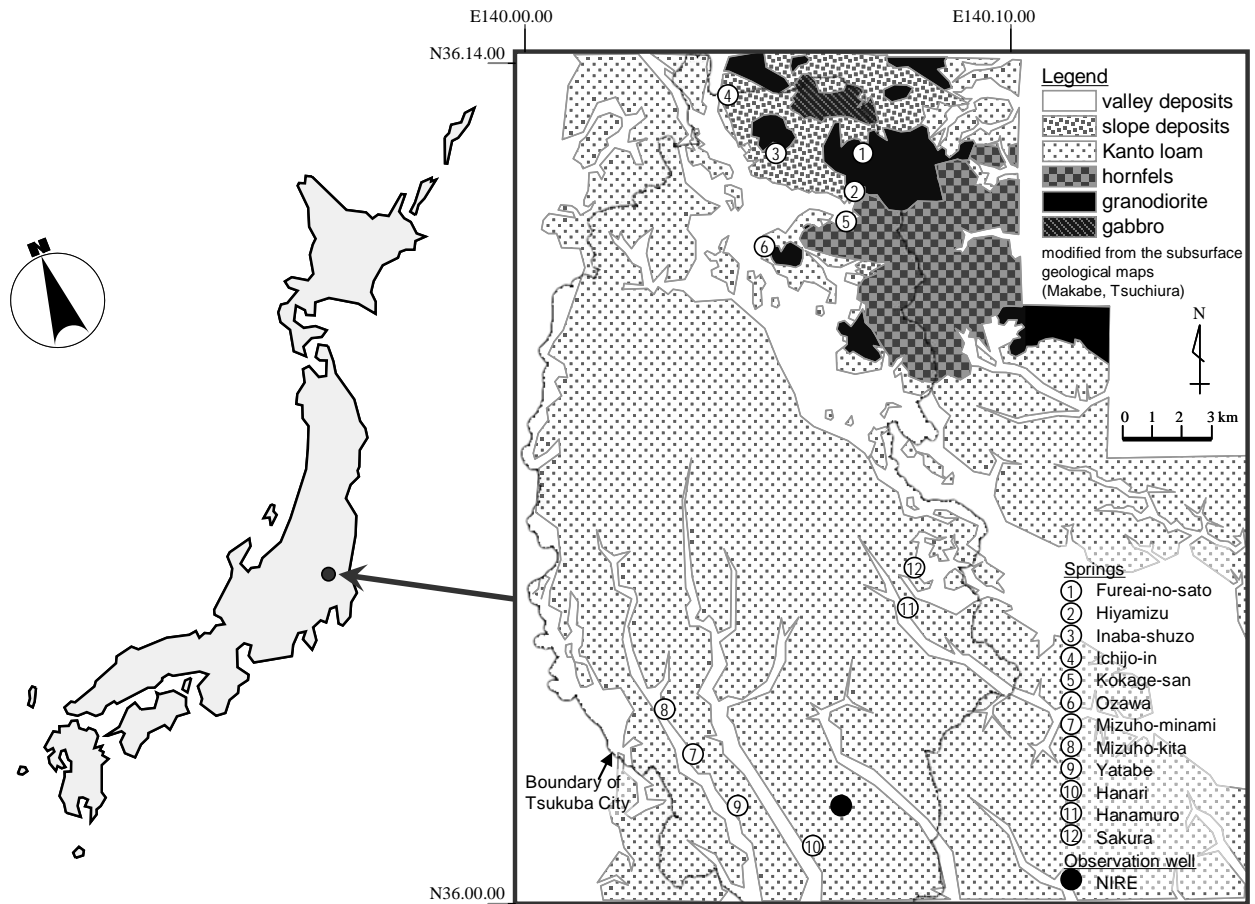 E140.00.00
E140.10.00
N36.14.00
N
Legend
valley deposits
slope deposits
Kanto loam
hornfels
granodiorite
gabbro
modified from the subsurface
geological maps
(Makabe, Tsuchiura)
N
0 1 2 3 km
4
3
1
2
5
6
12
11
8
7
9
10
Boundary of
Tsukuba City
Springs
1 Fureai-no-sato
2 Hiyamizu
3 Inaba-shuzo
4 Ichijo-in
5 Kokage-san
6 Ozawa
7 Mizuho-minami
8 Mizuho-kita
9 Yatabe
10 Hanari
11 Hanamuro
12 Sakura
Observation well
NIRE
N36.00.00